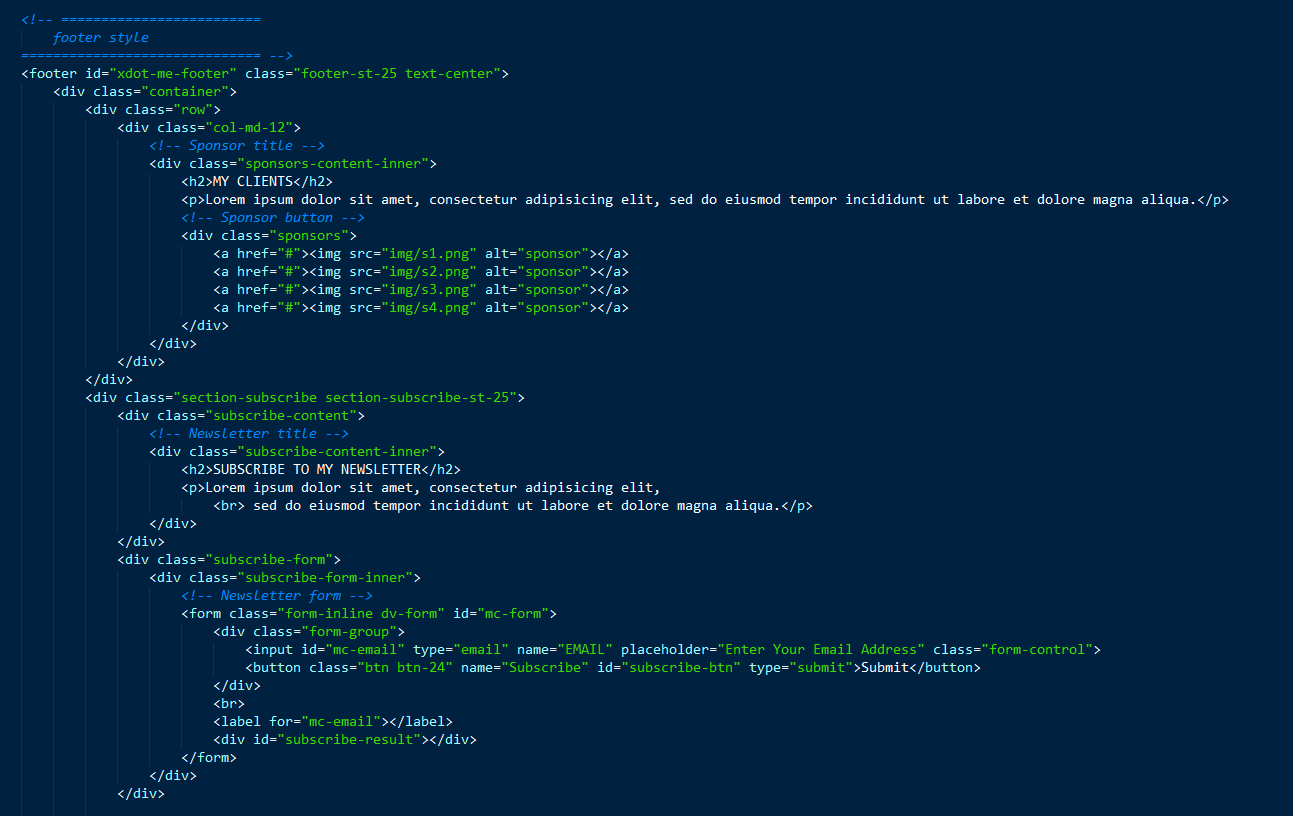 <!-- =========================
    footer style
============================== -->
<footer id="xdot-me-footer" class="footer-st-25 text-center">
    <div class="container">
        <div class="row">
            <div class="col-md-12">
                <!-- Sponsor title -->
                <div class="sponsors-content-inner">
                    <h2>MY CLIENTS</h2>
                    <p>Lorem ipsum dolor sit amet, consectetur adipisicing elit, sed do eiusmod tempor incididunt ut labore et dolore magna aliqua.</p>
                    <!-- Sponsor button -->
                    <div class="sponsors">
                        <a href="#"><img src="img/s1.png" alt="sponsor"></a>
                        <a href="#"><img src="img/s2.png" alt="sponsor"></a>
                        <a href="#"><img src="img/s3.png" alt="sponsor"></a>
                        <a href="#"><img src="img/s4.png" alt="sponsor"></a>
                    </div>
                </div>
            </div>
        </div>
        <div class="section-subscribe section-subscribe-st-25">
            <div class="subscribe-content">
                <!-- Newsletter title -->
                <div class="subscribe-content-inner">
                    <h2>SUBSCRIBE TO MY NEWSLETTER</h2>
                    <p>Lorem ipsum dolor sit amet, consectetur adipisicing elit,
                        <br> sed do eiusmod tempor incididunt ut labore et dolore magna aliqua.</p>
                </div>
            </div>
            <div class="subscribe-form">
                <div class="subscribe-form-inner">
                    <!-- Newsletter form -->
                    <form class="form-inline dv-form" id="mc-form">
                        <div class="form-group">
                            <input id="mc-email" type="email" name="EMAIL" placeholder="Enter Your Email Address" class="form-control">
                            <button class="btn btn-24" name="Subscribe" id="subscribe-btn" type="submit">Submit</button>
                        </div>
                        <br>
                        <label for="mc-email"></label>
                        <div id="subscribe-result"></div>
                    </form>
                </div>
            </div>